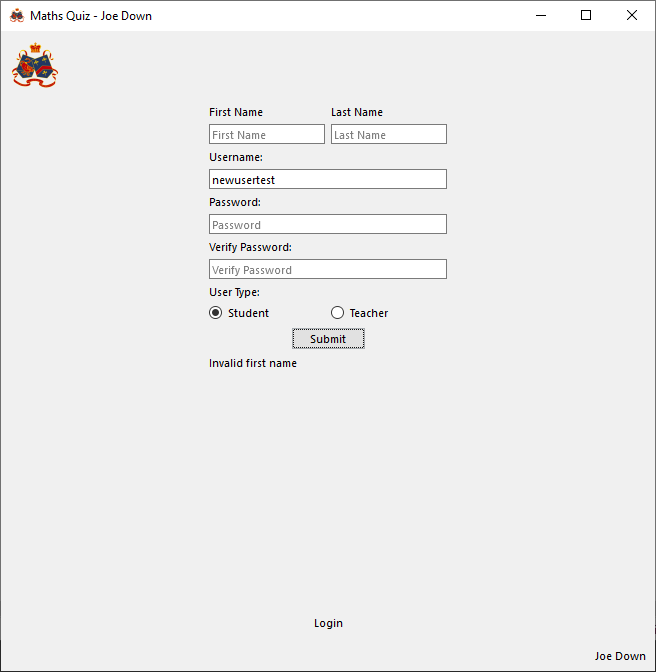 Maths Quiz - Joe Down
First Name Last Name
First Name Last Name
Username:
newusertest
Password:
Password
Verify Password:
Verify Password
User Type:
Student Teacher
Submit
Invalid first name
Login
Joe Down